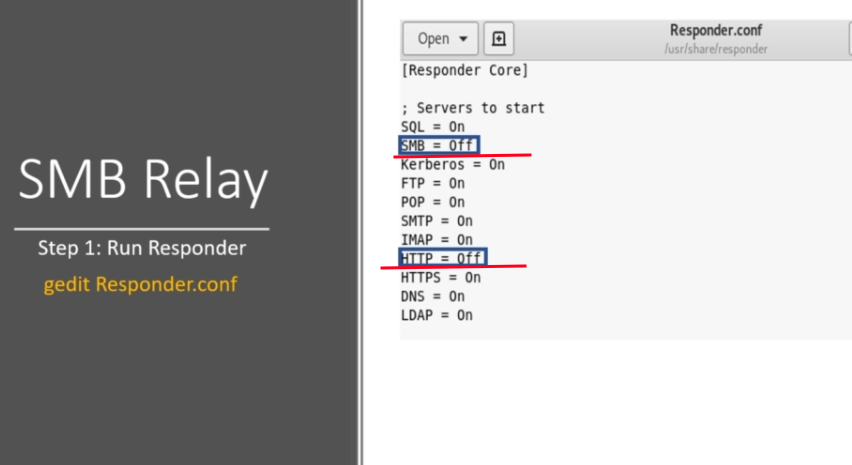 SMB Relay
Step 1: Run Responder
gedit Responder.conf
Open
Responder.conf
/usr/share/responder
[Responder Core]
; Servers to start
SQL = On
SMB = Off
Kerberos = On
FTP = On
POP = On
SMTP = On
IMAP = On
HTTP = Off
HTTPS = On
DNS = On
LDAP = On